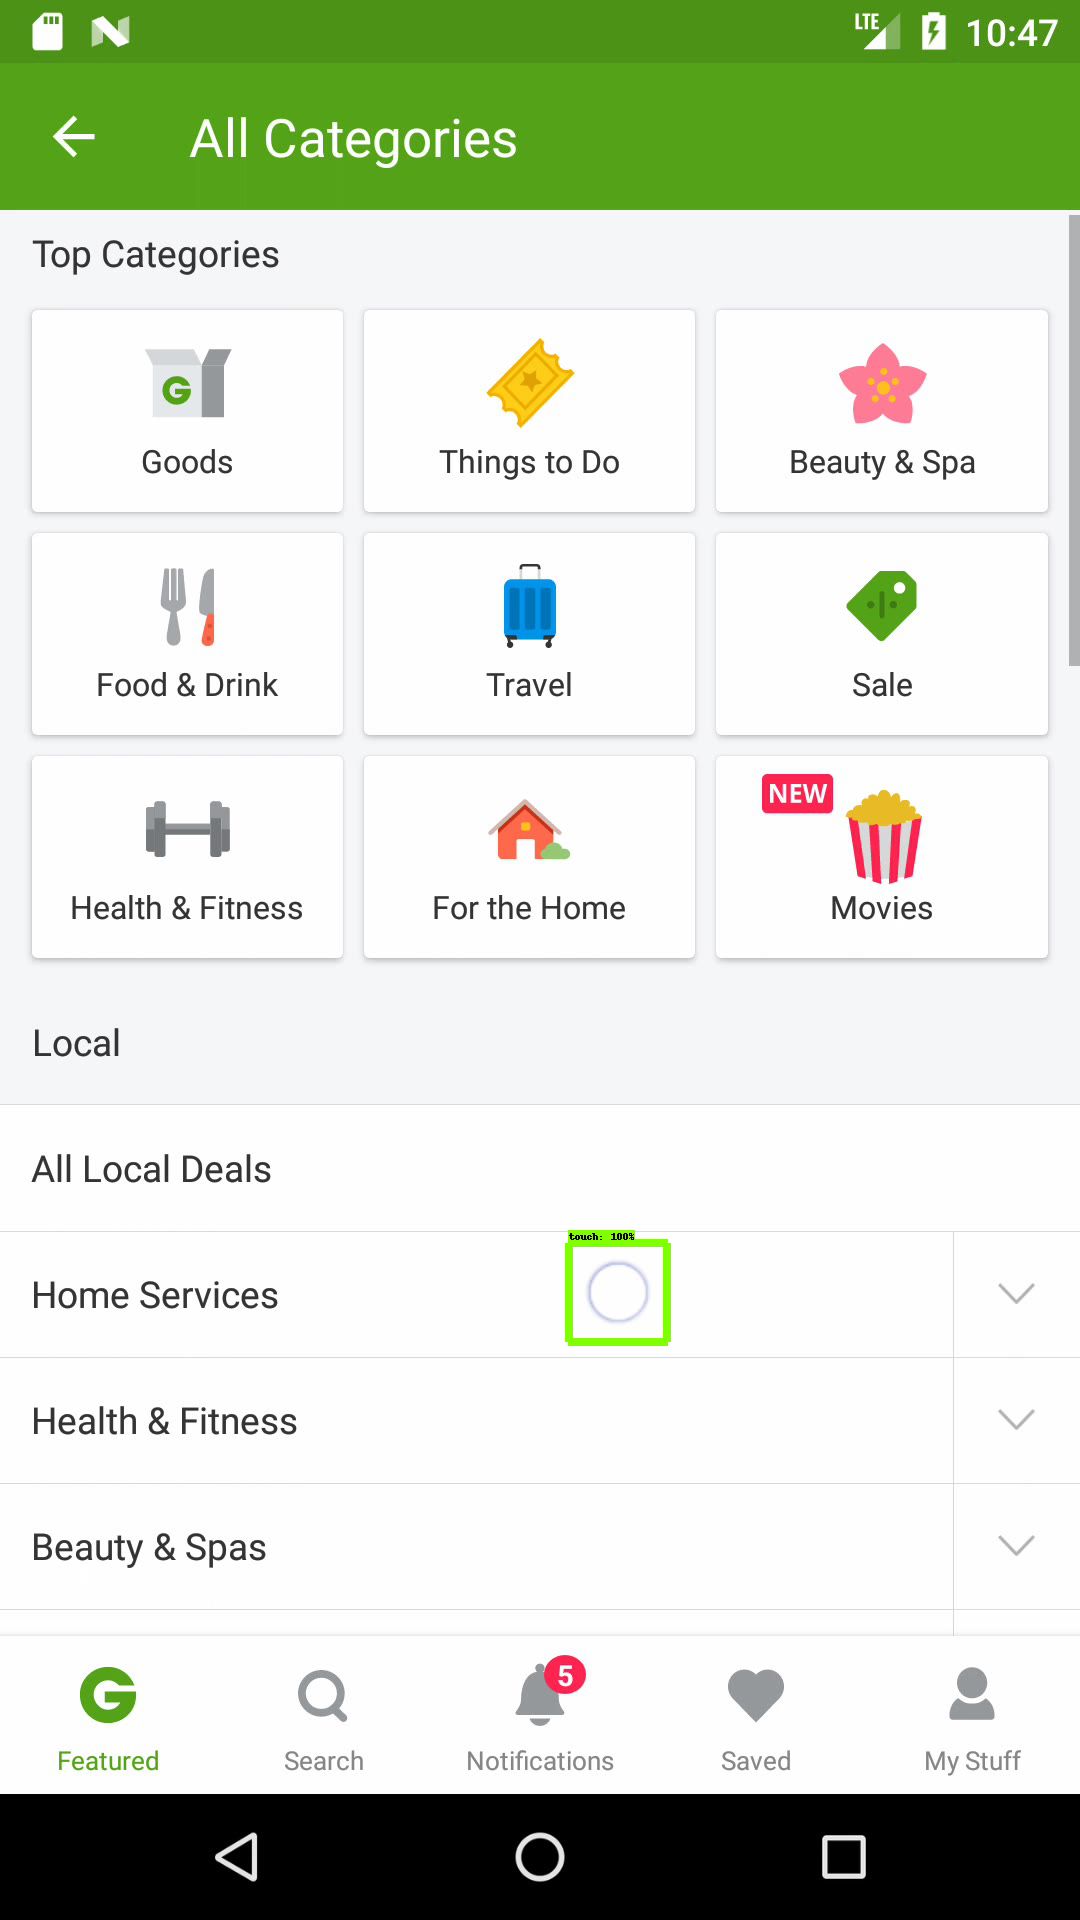 LTE 10:47
All Categories
Top Categories
Goods
Things to Do
Beauty & Spa
Food & Drink
Travel
Sale
Health & Fitness
For the Home
NEW
Movies
Local
All Local Deals
touch: 100%
Home Services
Health & Fitness
Beauty & Spas
5
Featured
Search
Notifications
Saved
My Stuff